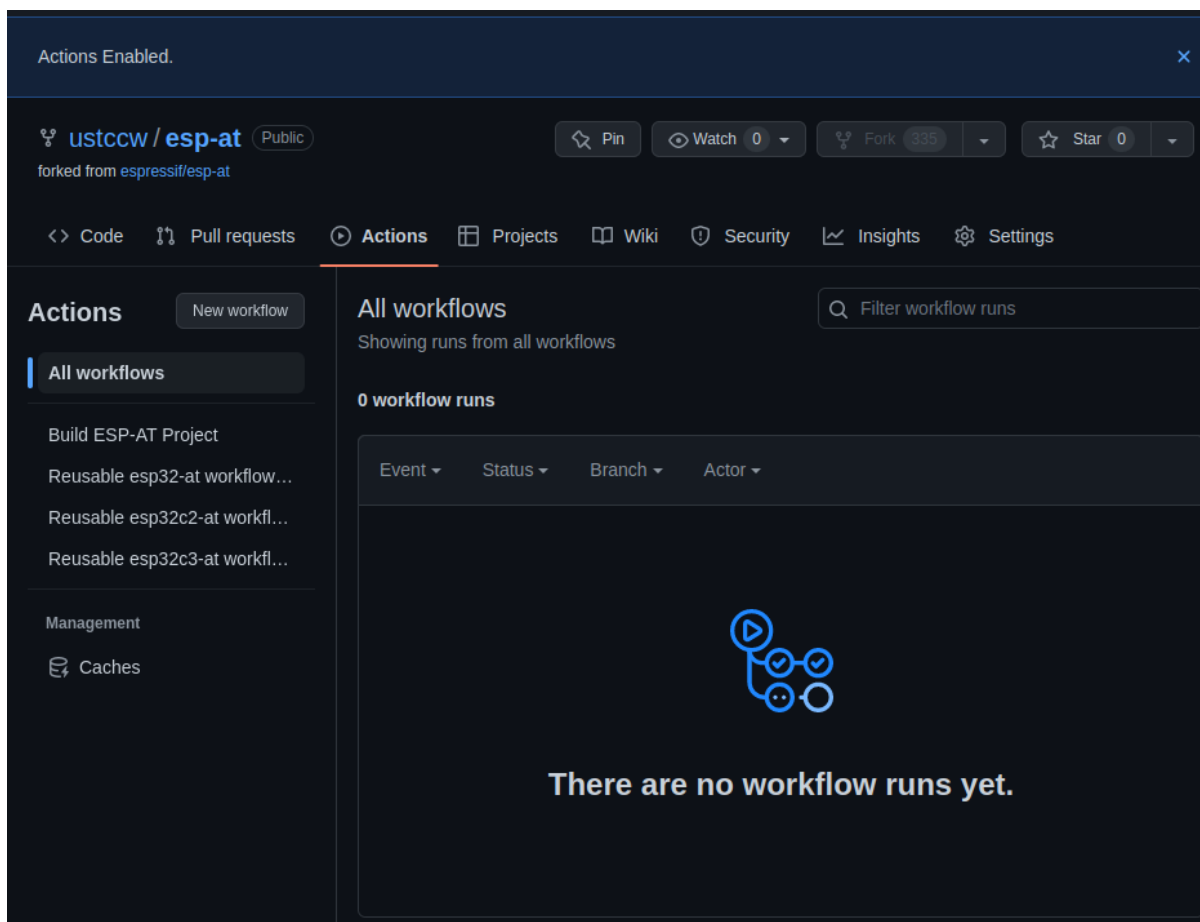 Actions Enabled.
ustccw / esp-at Public
Pin
Watch 0
Fork 335
Star 0
forked from espressif/esp-at
Code
Pull requests
Actions
Projects
Wiki
Security
Insights
Settings
Actions
New workflow
All workflows
Build ESP-AT Project
Reusable esp32-at workflow…
Reusable esp32c2-at workfl…
Reusable esp32c3-at workfl…
Management
Caches
All workflows
Showing runs from all workflows
Filter workflow runs
0 workflow runs
Event
Status
Branch
Actor
There are no workflow runs yet.